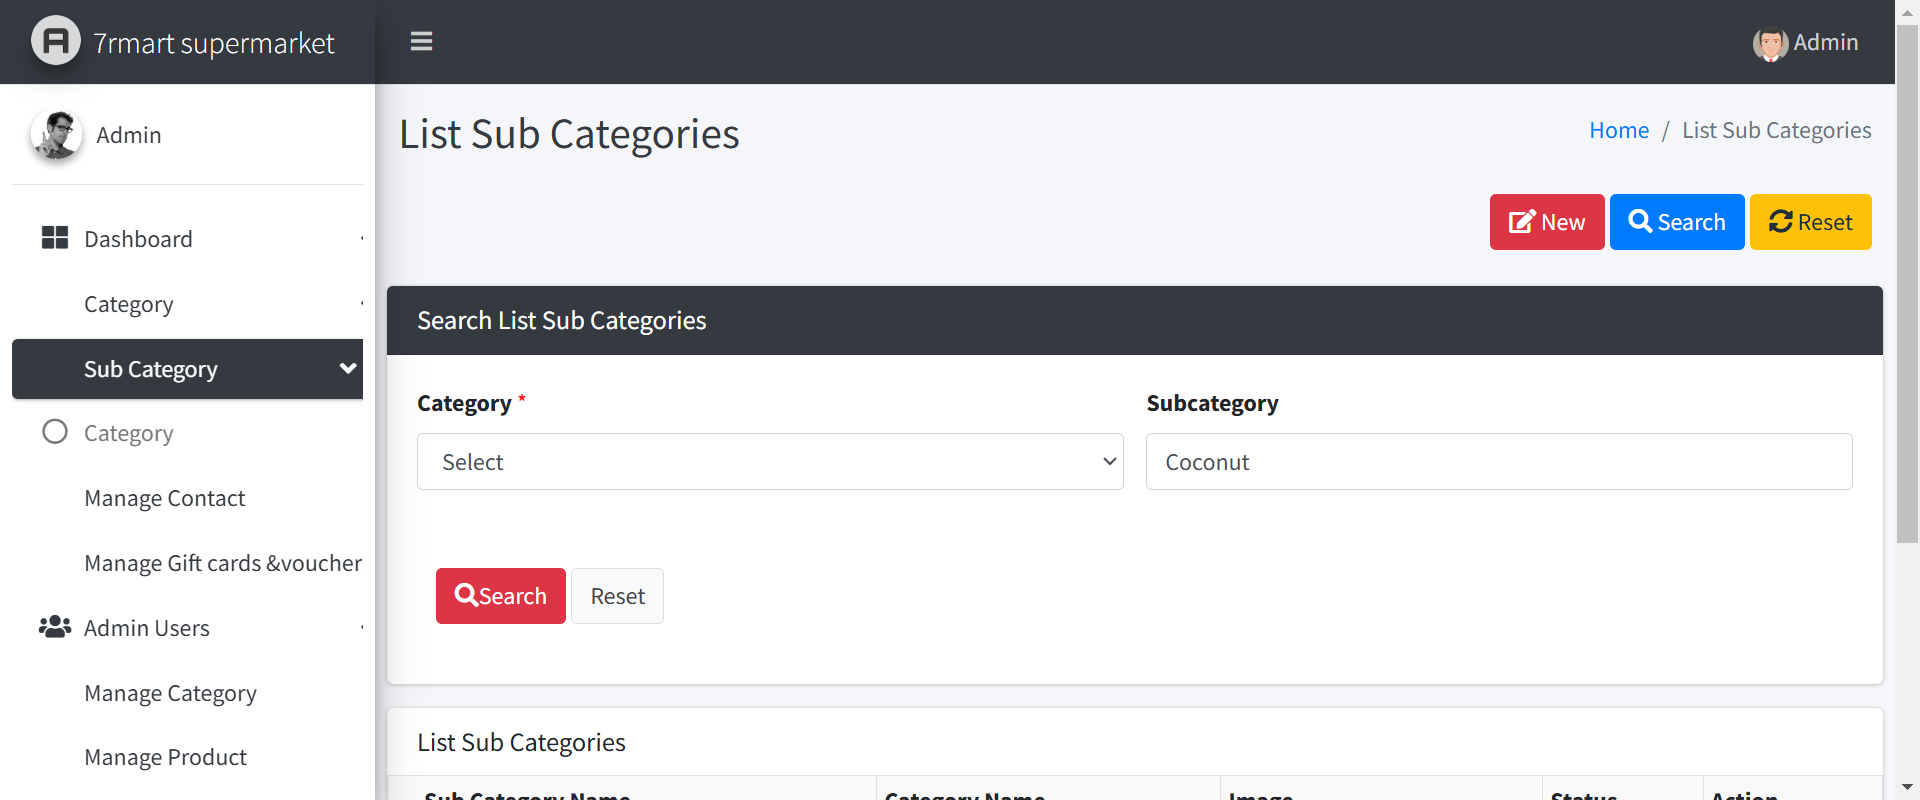 7rmart supermarket
Admin
Admin
List Sub Categories
Home / List Sub Categories
New
Search
Reset
Dashboard
Category
Sub Category
Category
Manage Contact
Manage Gift cards &voucher
Admin Users
Manage Category
Manage Product
Search List Sub Categories
Category *
Subcategory
Select
Coconut
Search
Reset
List Sub Categories
Sub Category Name
Category Name
Image
Status
Action